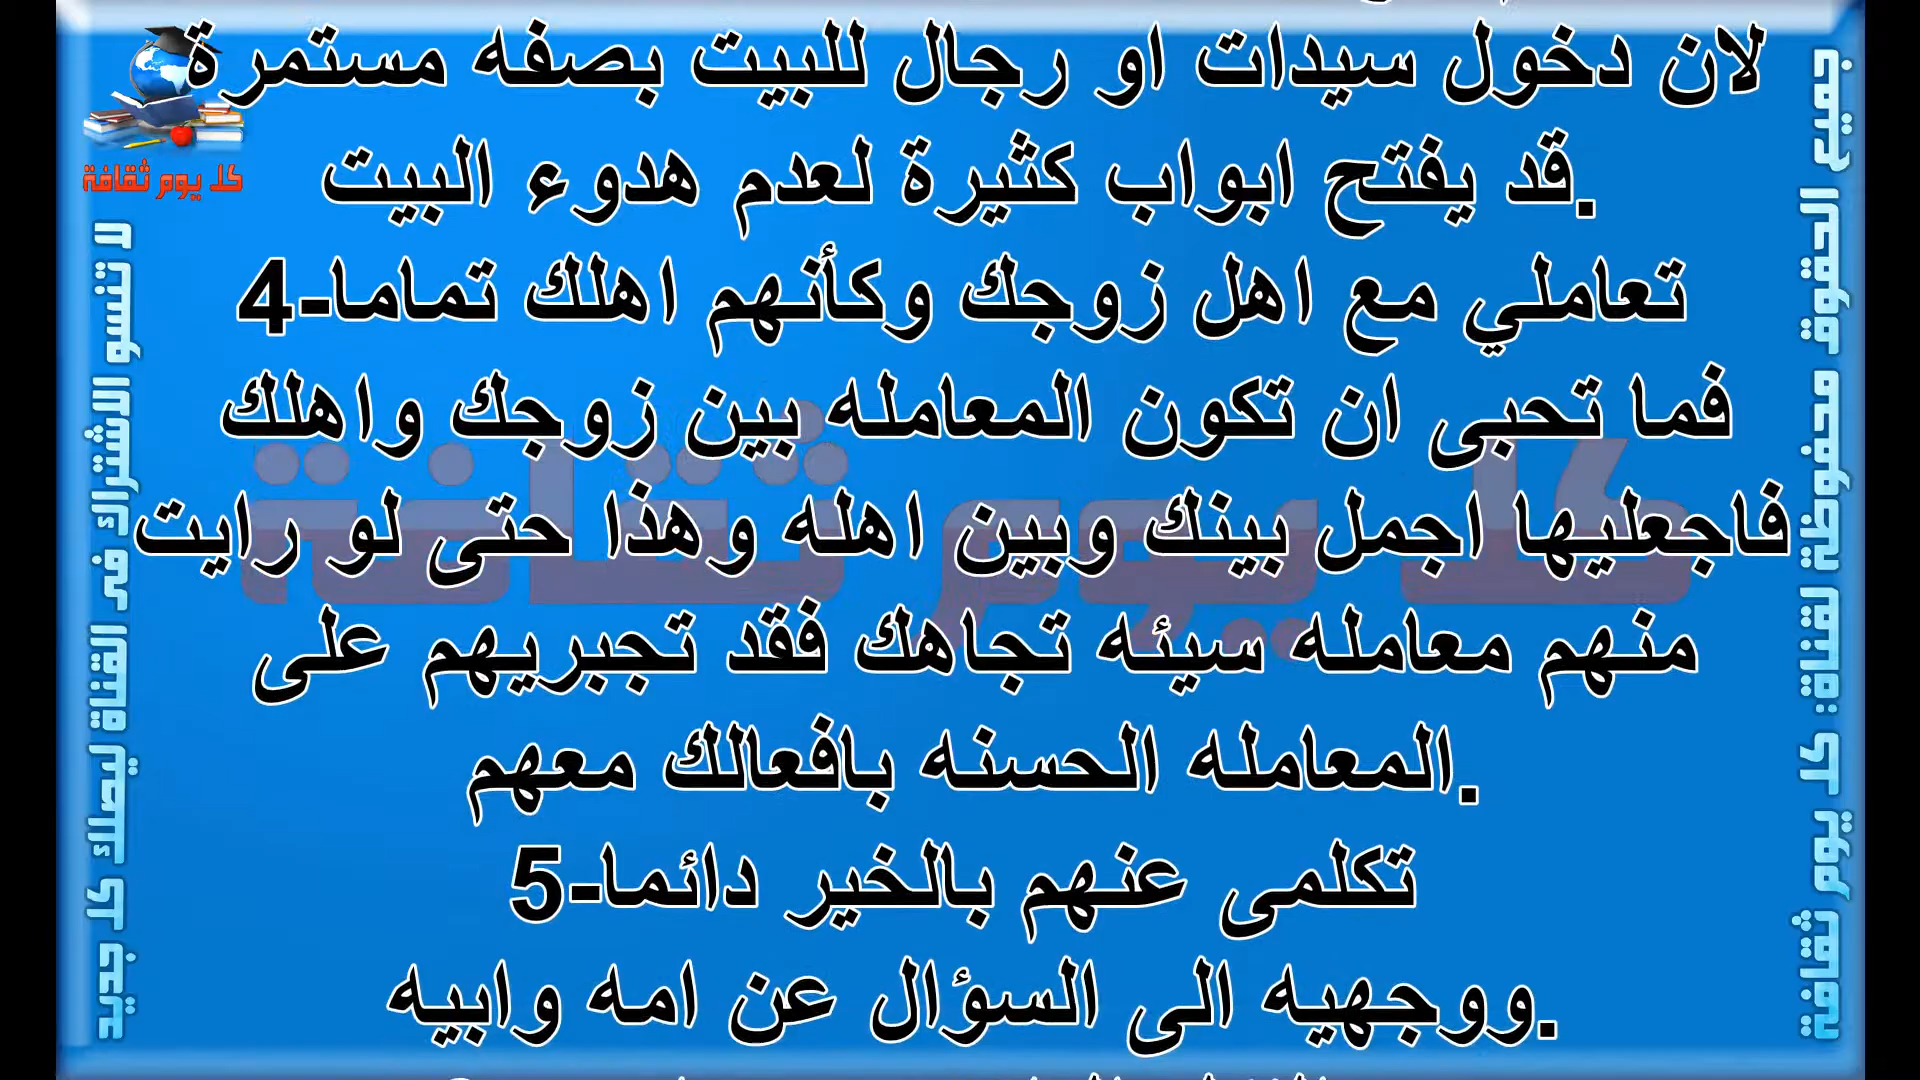 لان دخول سيدات او رجال للبيت بصفه مستمرة
قد يفتح ابواب كثيرة لعدم هدوء البيت.
4-تعاملي مع اهل زوجك وكأنهم اهلك تماما
فما تحبى ان تكون المعامله بين زوجك واهلك
فاجعليها اجمل بينك وبين اهله وهذا حتى لو رايت
منهم معامله سيئه تجاهك فقد تجبريهم على
المعامله الحسنه بافعالك معهم.
5-تكلمى عنهم بالخير دائما
ووجهيه الى السؤال عن امه وابيه.
كل يوم ثقافة
كل يوم ثقافة
جميع الحقوق محفوظة لقناة: كل يوم ثقافة
لا تنسو الاشتراك فى القناة ليصلك كل جديد